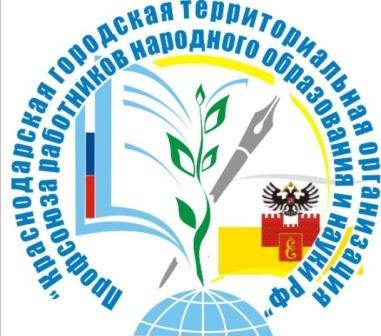 "Краснодарская городская территориальная организация
Профсоюза работников народного образования и науки РФ"